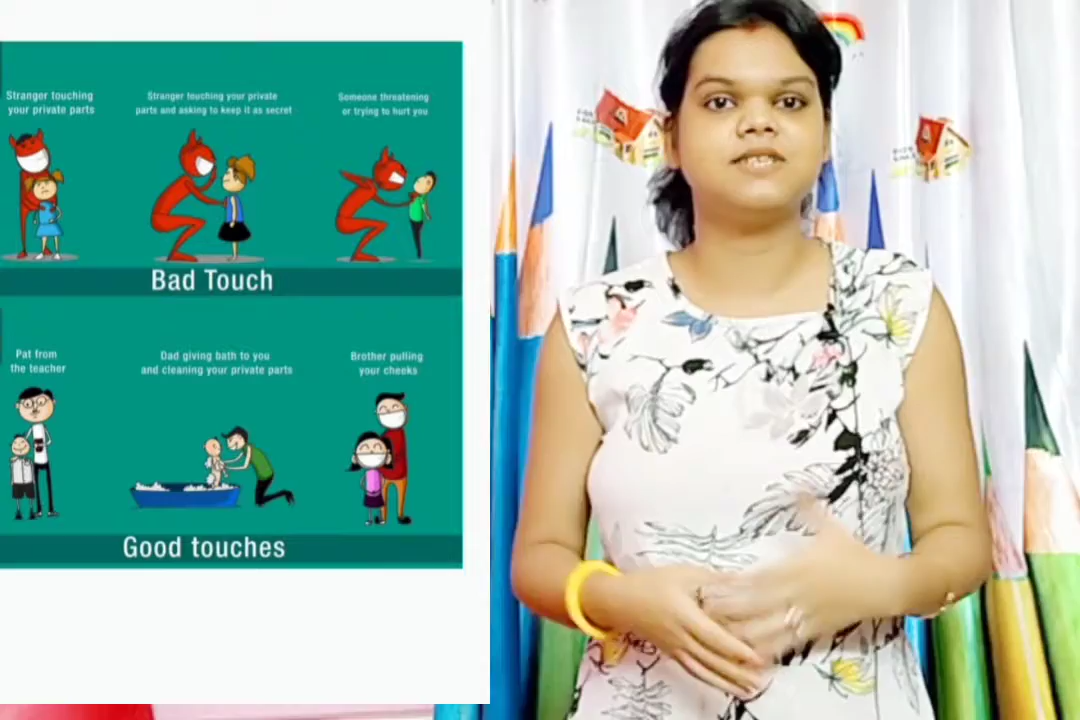 Stranger touching
your private parts
Stranger touching your private
parts and asking to keep it as secret
Someone threatening
or trying to hurt you
Bad Touch
Pat from
the teacher
Dad giving bath to you
and cleaning your private parts
Brother pulling
your cheeks
Good touches